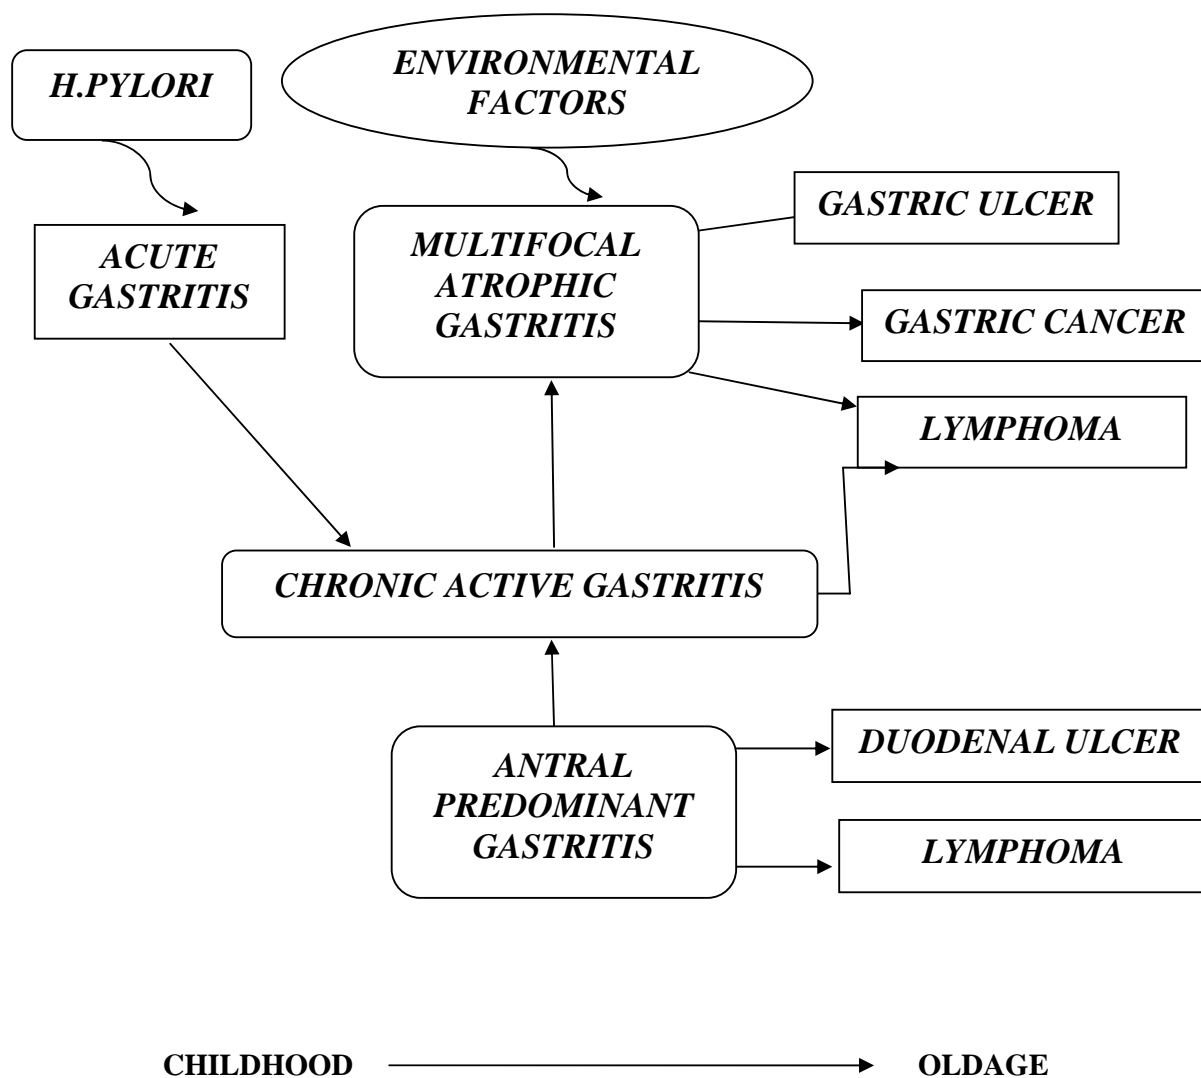 H.PYLORI
ENVIRONMENTAL
FACTORS
GASTRIC ULCER
ACUTE
GASTRITIS
MULTIFOCAL
ATROPHIC
GASTRITIS
GASTRIC CANCER
LYMPHOMA
CHRONIC ACTIVE GASTRITIS
ANTRAL
PREDOMINANT
GASTRITIS
DUODENAL ULCER
LYMPHOMA
CHILDHOOD
OLDAGE